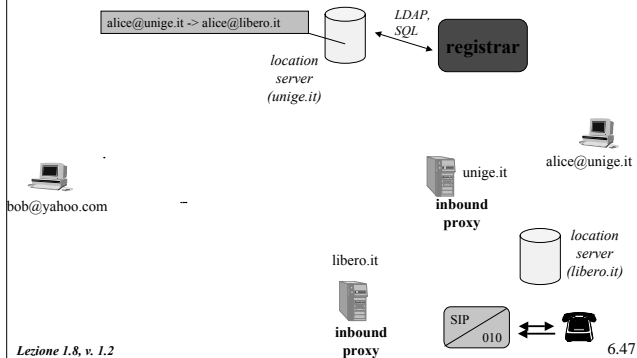 alice@unige.it -> alice@libero.it
LDAP,
SQL
registrar
location
server
(unige.it)
bob@yahoo.com
unige.it
inbound
proxy
alice@unige.it
location
server
(libero.it)
libero.it
inbound
proxy
SIP
010
Lezione 1.8, v. 1.2
6.47